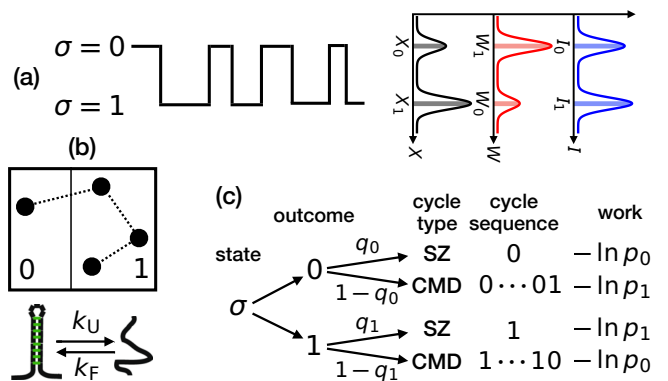 (a)
σ = 0
σ = 1
X₀
X₁
X
W₁
W₀
W
I₀
I₁
I
(b)
0 1
k_U
k_F
(c)
state
outcome
cycle type
cycle sequence
work
σ
0
q₀
SZ
0
− ln p₀
1 − q₀
CMD
0 ⋯ 01
− ln p₁
1
q₁
SZ
1
− ln p₁
1 − q₁
CMD
1 ⋯ 10
− ln p₀